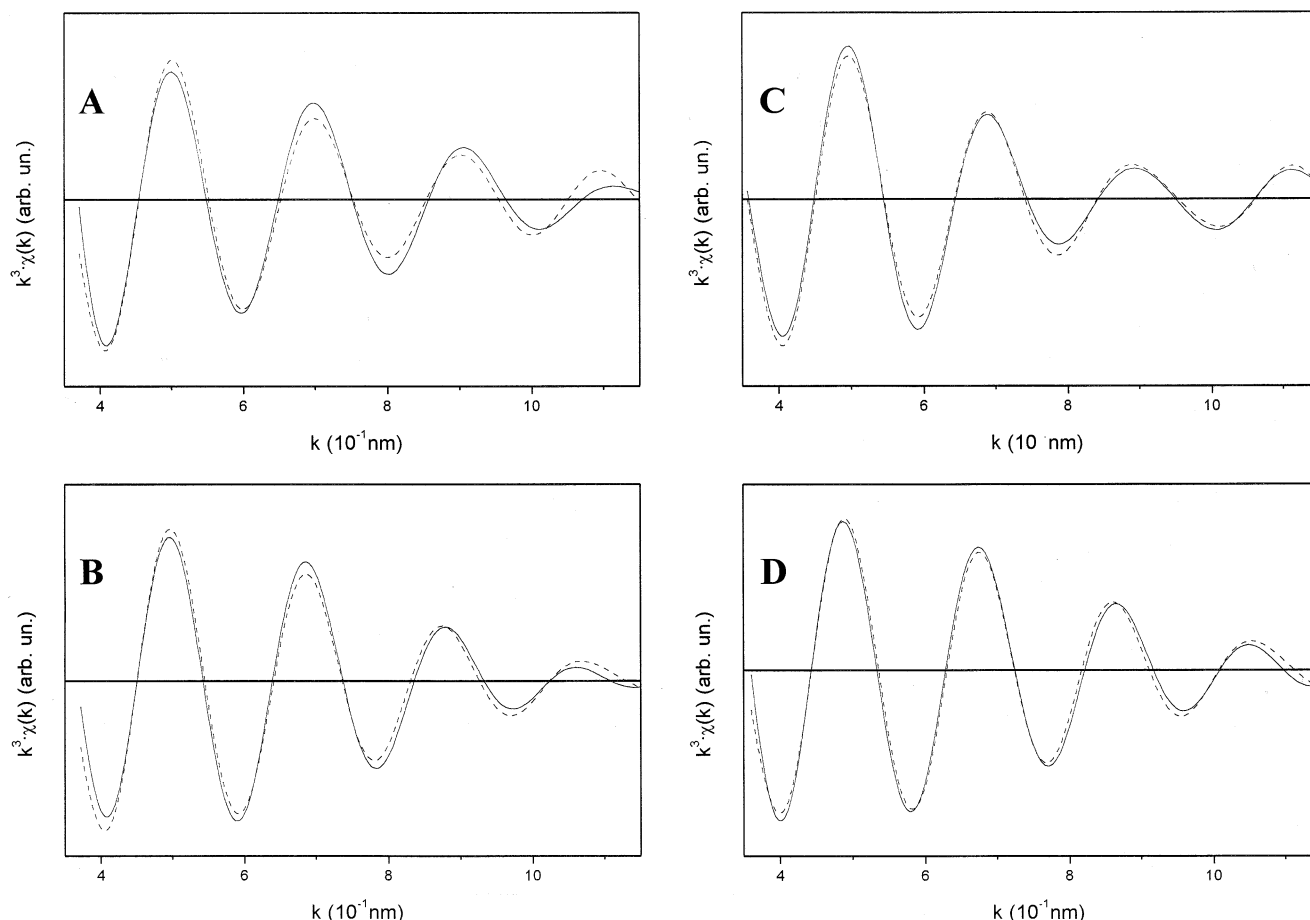 A
k³·χ(k) (arb. un.)
4 6 8 10
k (10⁻¹nm)
C
k³·χ(k) (arb. un.)
4 6 8 10
k (10 nm)
B
k³·χ(k) (arb. un.)
4 6 8 10
k (10⁻¹nm)
D
k³·χ(k) (arb. un.)
4 6 8 10
k (10⁻¹nm)